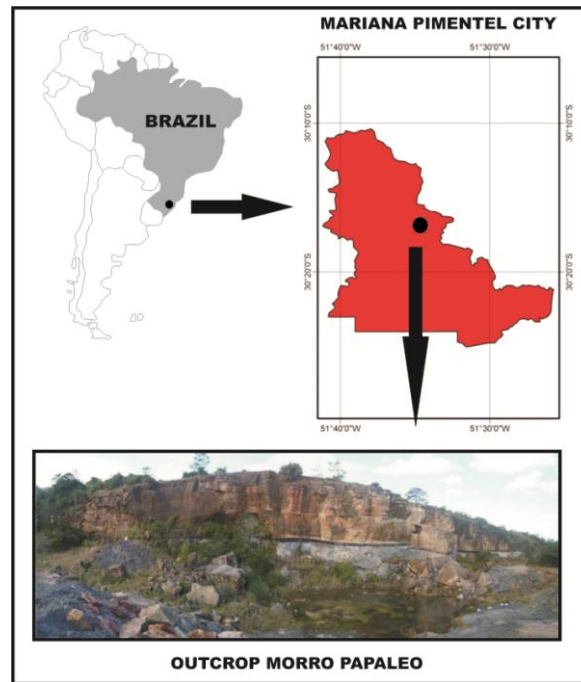 MARIANA PIMENTEL CITY
51°40'0"W
51°30'0"W
BRAZIL
30°10'0"S
30°10'0"S
30°20'0"S
30°20'0"S
51°40'0"W
51°30'0"W
OUTCROP MORRO PAPALEO